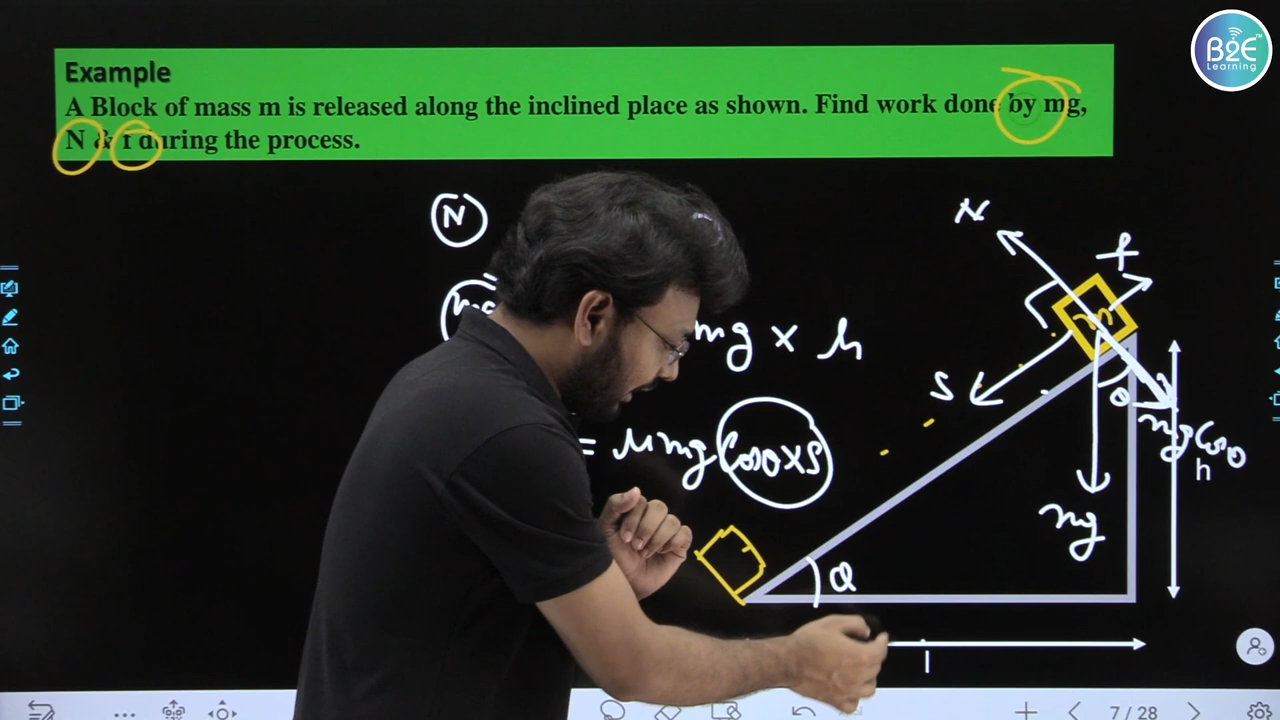 B2E
Learning
Example
A Block of mass m is released along the inclined place as shown. Find work done by mg,
N & f during the process.
N
N
f
m
mg × h
S
θ
mg cosθ
h
= μmg cosθ×S
mg
θ
l
7 / 28